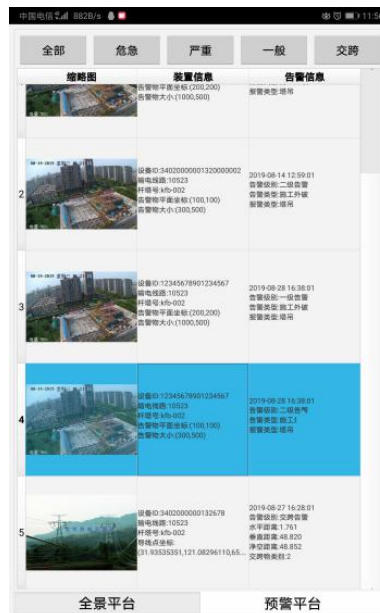 中国电信 882B/s 11:56
全部 危急 严重 一般 交跨
缩略图 装置信息 告警信息
告警物平面坐标:(200,200)
告警物大小:(1000,500)
报警类型:塔吊
2
设备ID:34020000001320000002
输电线路:10523
杆塔号:kfb-002
告警物平面坐标:(100,100)
告警物大小:(300,500)
2019-08-14 12:59:01
告警级别:二级告警
告警类型:施工外破
报警类型:塔吊
3
设备ID:12345678901234567
输电线路:10523
杆塔号:kfb-002
告警物平面坐标:(200,200)
告警物大小:(1000,500)
2019-08-28 16:38:01
告警级别:一级告警
告警类型:施工外破
报警类型:塔吊
4
设备ID:12345678901234567
输电线路:10523
杆塔号:kfb-002
告警物平面坐标:(100,100)
告警物大小:(300,500)
2019-08-28 16:38:01
告警级别:二级告
告警类型:施工
报警类型:塔吊
5
设备ID:3402000000132678
输电线路:10523
杆塔号:kfb-002
导线点坐标:
(31.93535351,121.08296110,65...
2019-08-27 16:28:01
告警级别:交跨告警
水平距离:1.761
垂直距离:48.820
净空距离:48.852
交跨物类别:2
全景平台 预警平台